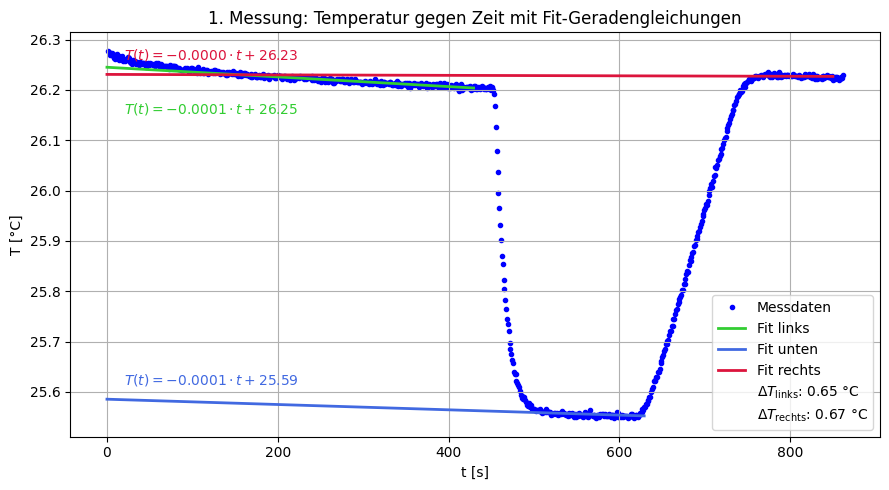 1. Messung: Temperatur gegen Zeit mit Fit-Geradengleichungen
T [°C]
26.3
26.2
26.1
26.0
25.9
25.8
25.7
25.6
T(t) = −0.0000 · t + 26.23
T(t) = −0.0001 · t + 26.25
T(t) = −0.0001 · t + 25.59
Messdaten
Fit links
Fit unten
Fit rechts
ΔT_links: 0.65 °C
ΔT_rechts: 0.67 °C
0 200 400 600 800
t [s]